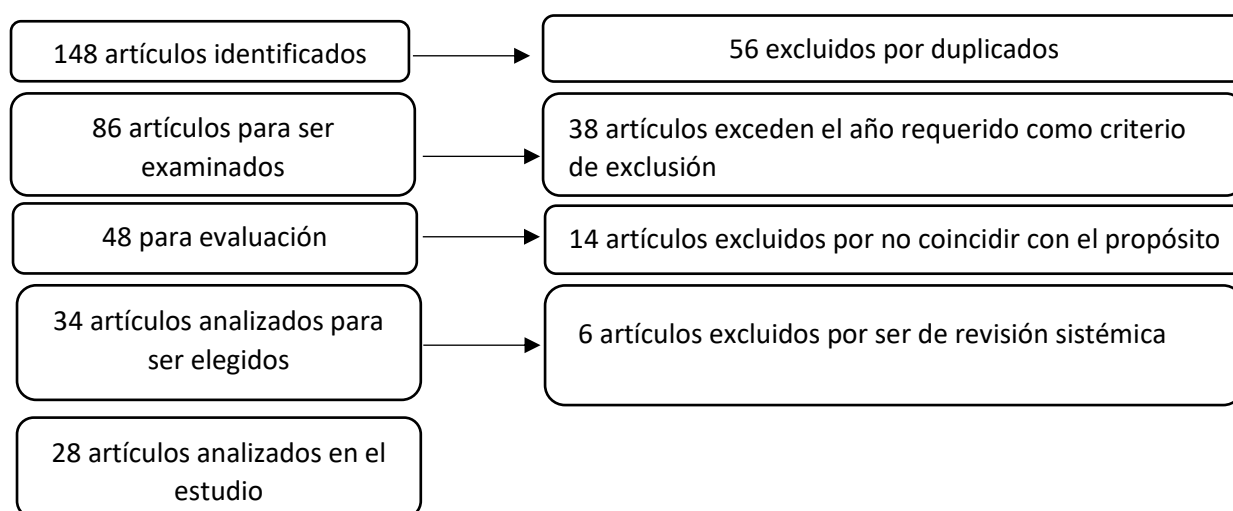 148 artículos identificados
56 excluidos por duplicados
86 artículos para ser
examinados
38 artículos exceden el año requerido como criterio
de exclusión
48 para evaluación
14 artículos excluidos por no coincidir con el propósito
34 artículos analizados para
ser elegidos
6 artículos excluidos por ser de revisión sistémica
28 artículos analizados en el
estudio